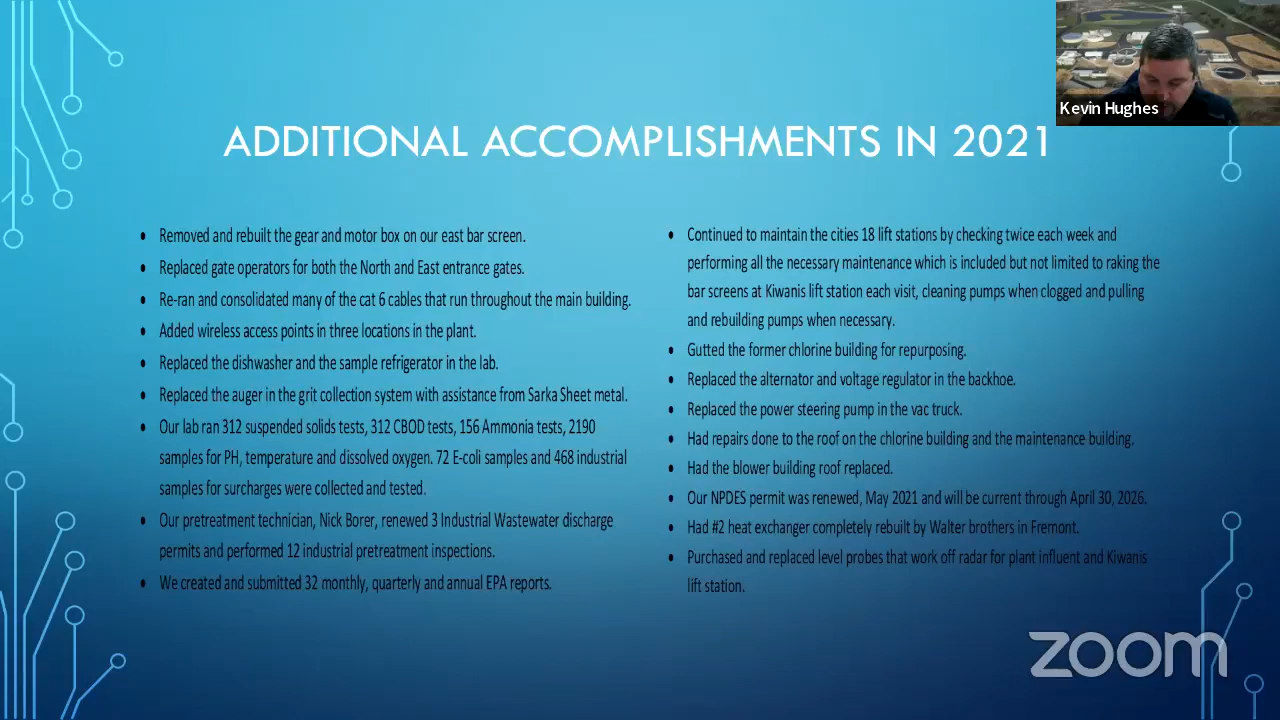 Kevin Hughes
ADDITIONAL ACCOMPLISHMENTS IN 2021
• Removed and rebuilt the gear and motor box on our east bar screen.
• Replaced gate operators for both the North and East entrance gates.
• Re-ran and consolidated many of the cat 6 cables that run throughout the main building.
• Added wireless access points in three locations in the plant.
• Replaced the dishwasher and the sample refrigerator in the lab.
• Replaced the auger in the grit collection system with assistance from Sarka Sheet metal.
• Our lab ran 312 suspended solids tests, 312 CBOD tests, 156 Ammonia tests, 2190
samples for PH, temperature and dissolved oxygen. 72 E-coli samples and 468 industrial
samples for surcharges were collected and tested.
• Our pretreatment technician, Nick Borer, renewed 3 Industrial Wastewater discharge
permits and performed 12 industrial pretreatment inspections.
• We created and submitted 32 monthly, quarterly and annual EPA reports.
• Continued to maintain the cities 18 lift stations by checking twice each week and
performing all the necessary maintenance which is included but not limited to raking the
bar screens at Kiwanis lift station each visit, cleaning pumps when clogged and pulling
and rebuilding pumps when necessary.
• Gutted the former chlorine building for repurposing.
• Replaced the alternator and voltage regulator in the backhoe.
• Replaced the power steering pump in the vac truck.
• Had repairs done to the roof on the chlorine building and the maintenance building.
• Had the blower building roof replaced.
• Our NPDES permit was renewed, May 2021 and will be current through April 30, 2026.
• Had #2 heat exchanger completely rebuilt by Walter brothers in Fremont.
• Purchased and replaced level probes that work off radar for plant influent and Kiwanis
lift station.
zoom